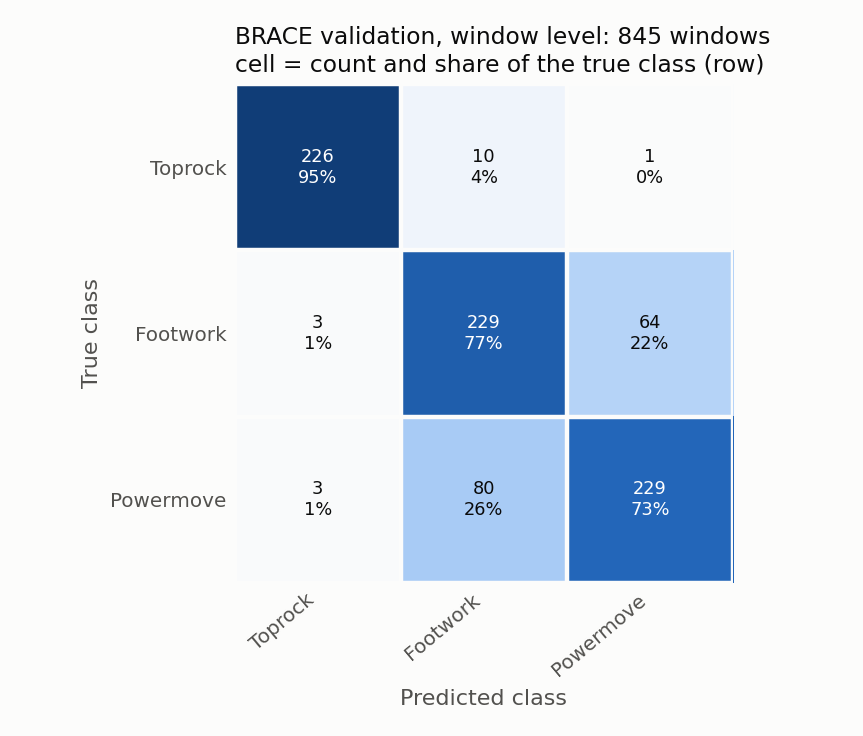 BRACE validation, window level: 845 windows
cell = count and share of the true class (row)
True class
Toprock
226
95%
10
4%
1
0%
Footwork
3
1%
229
77%
64
22%
Powermove
3
1%
80
26%
229
73%
Toprock
Footwork
Powermove
Predicted class